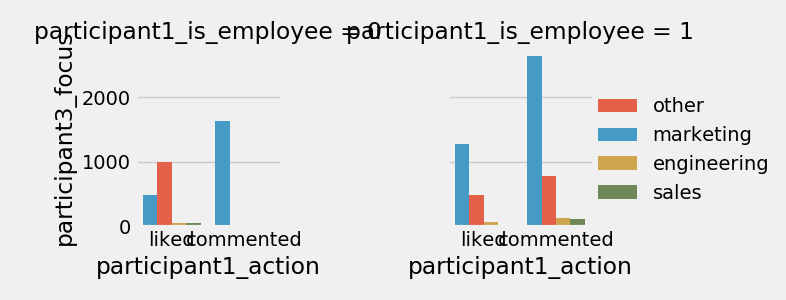 participant1_is_employee = 0
participant1_is_employee = 1
participant3_focus
2000
1000
0
liked
commented
participant1_action
liked
commented
participant1_action
other
marketing
engineering
sales